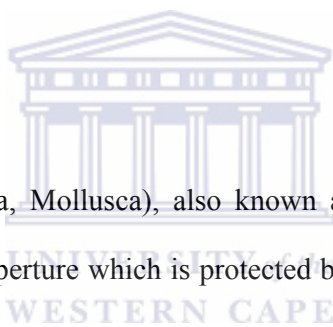 a, Mollusca), also known a
UNIVERSITY of the
perture which is protected b
WESTERN CAPE